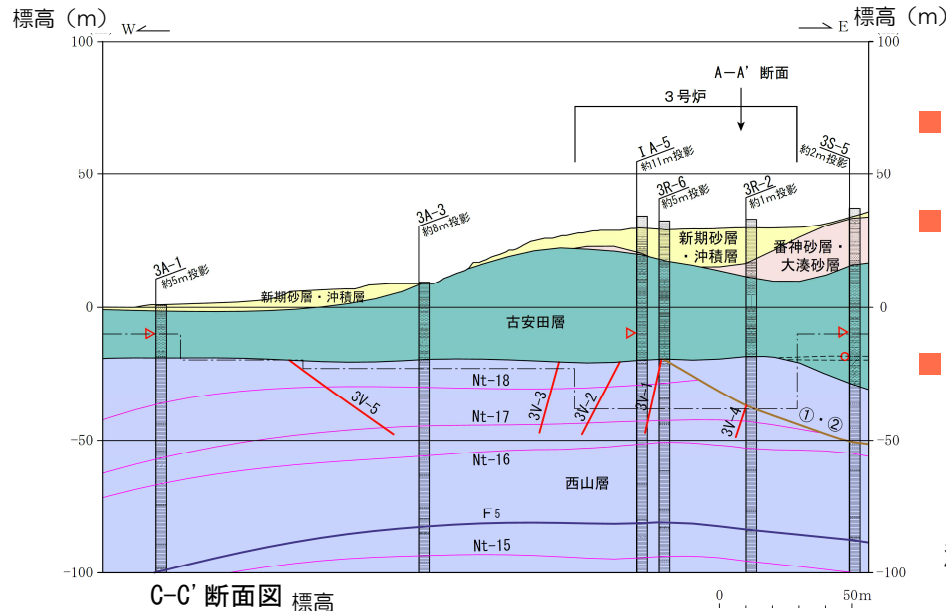 標高（m）
標高（m）
W
E
100
100
A－A' 断面
3号炉
ⅠA-5
約11m投影
3S-5
約2m投影
50
50
3R-6
約5m投影
3R-2
約1m投影
3A-3
約8m投影
3A-1
約5m投影
新期砂層
・沖積層
番神砂層・
大湊砂層
新期砂層・沖積層
0
0
古安田層
Nt-18
3V-5
3V-3
3V-2
3V-1
3V-4
Nt-17
①・②
-50
-50
Nt-16
西山層
F5
Nt-15
-100
-100
C-C' 断面図
標高
0
50m